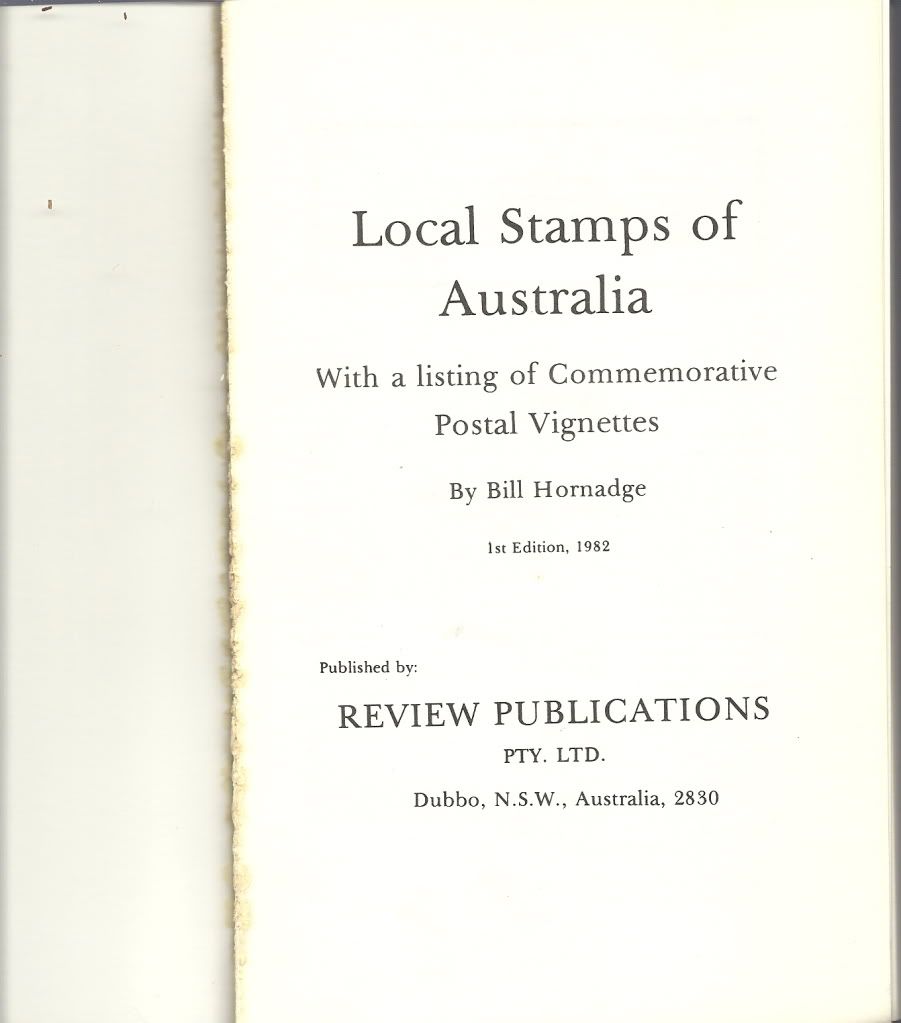 Local Stamps of
Australia
With a listing of Commemorative
Postal Vignettes
By Bill Hornadge
1st Edition, 1982
Published by:
REVIEW PUBLICATIONS
PTY. LTD.
Dubbo, N.S.W., Australia, 2830